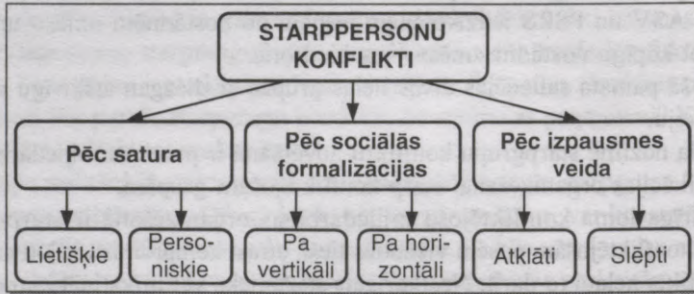 STARPPERSONU
KONFLIKTI
Pēc satura
Pēc sociālās
formalizācijas
Pēc izpausmes
veida
Lietišķie
Perso-
niskie
Pa
vertikāli
Pa hori-
zontāli
Atklāti
Slēpti